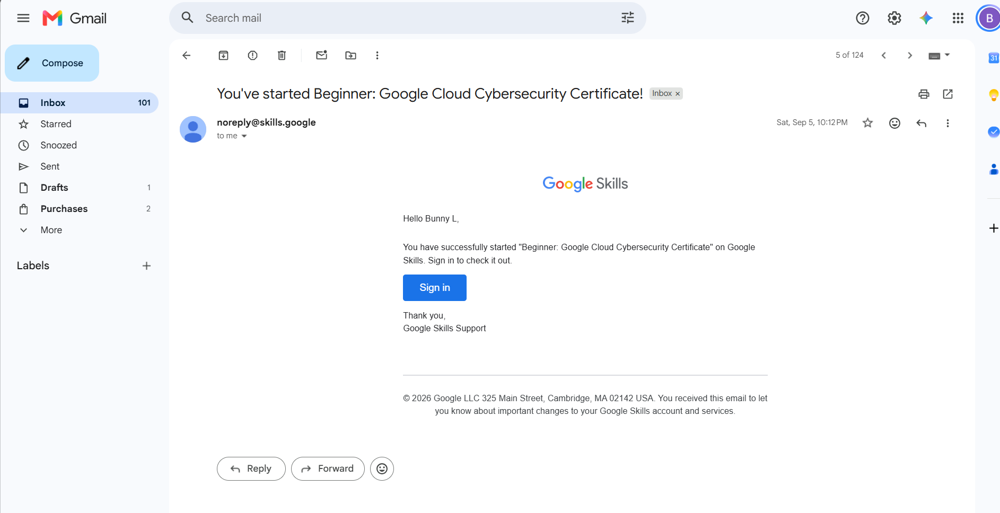 Gmail
Search mail
B
Compose
Inbox 101
Starred
Snoozed
Sent
Drafts 1
Purchases 2
More
Labels
5 of 124
31
You've started Beginner: Google Cloud Cybersecurity Certificate! Inbox ×
noreply@skills.google
to me
Sat, Sep 5, 10:12 PM
Google Skills
Hello Bunny L,
You have successfully started "Beginner: Google Cloud Cybersecurity Certificate" on Google
Skills. Sign in to check it out.
Sign in
Thank you,
Google Skills Support
© 2026 Google LLC 325 Main Street, Cambridge, MA 02142 USA. You received this email to let
you know about important changes to your Google Skills account and services.
Reply
Forward